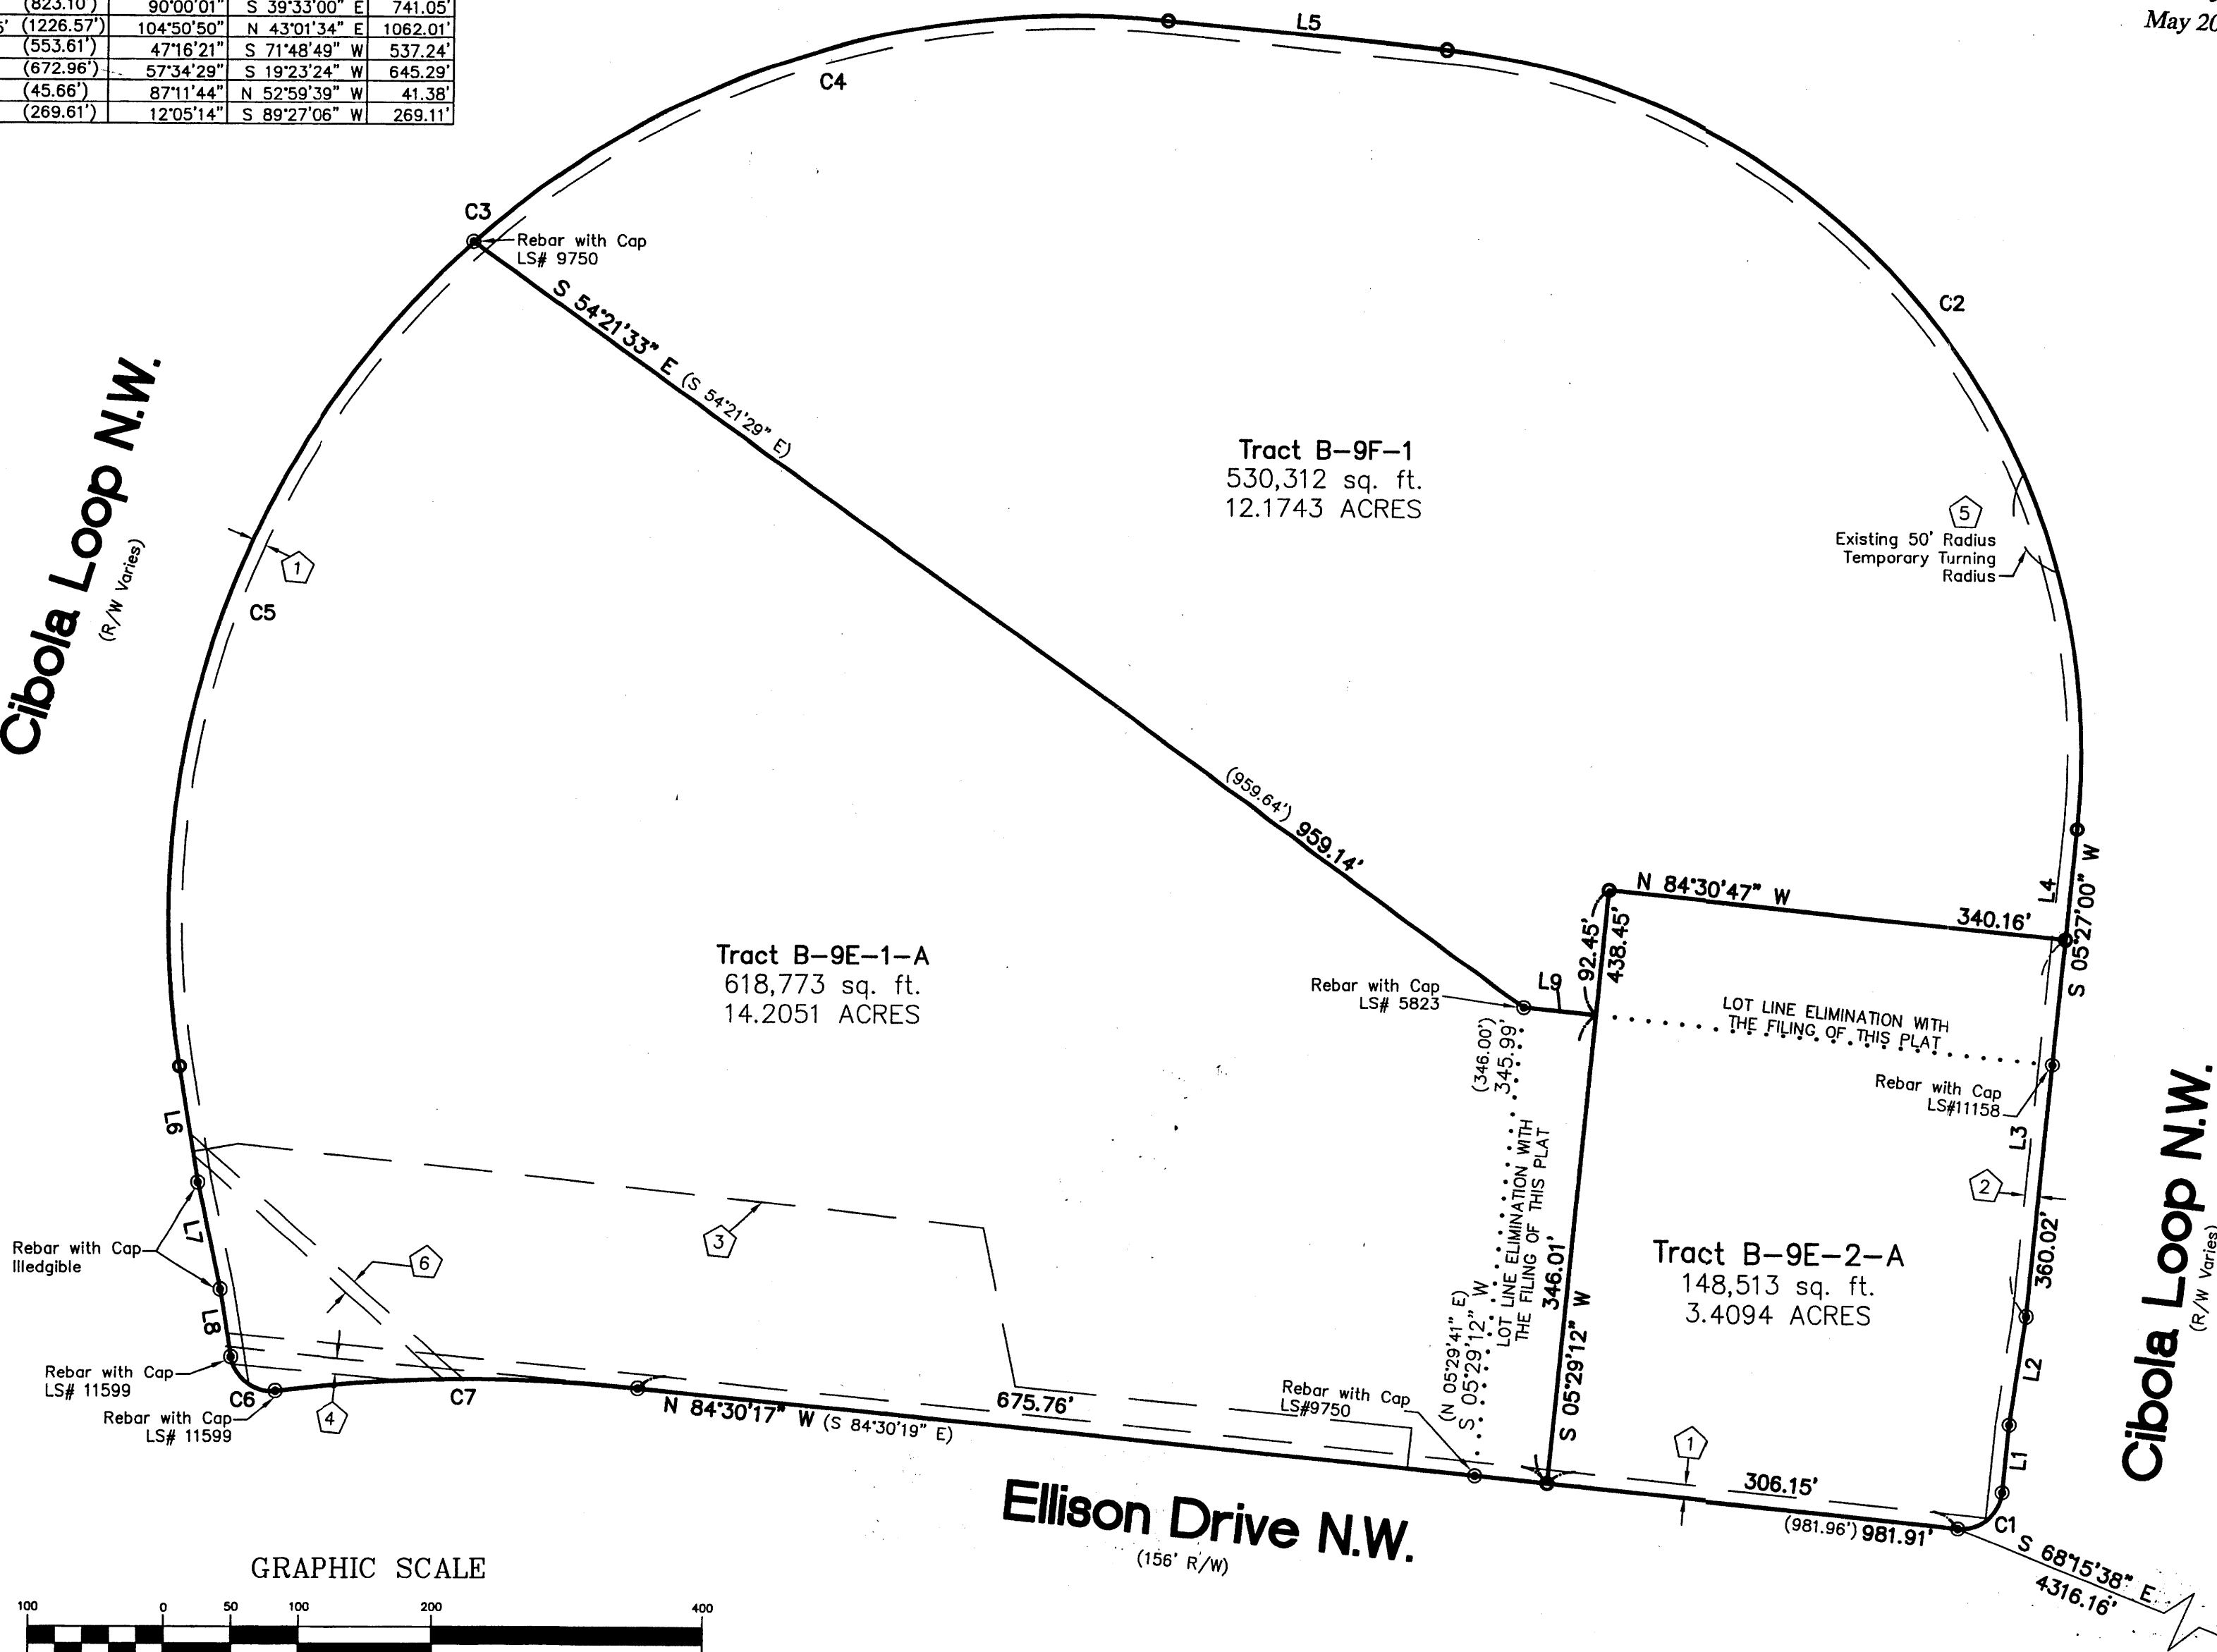 (823.10') 90°00'01" S 39°33'00" E 741.05'
(1226.57') 104°50'50" N 43°01'34" E 1062.01'
(553.61') 47°16'21" S 71°48'49" W 537.24'
(672.96') 57°34'29" S 19°23'24" W 645.29'
(45.66') 87°11'44" N 52°59'39" W 41.38'
(269.61') 12°05'14" S 89°27'06" W 269.11'
May 20
L5
C4
C3
Rebar with Cap
LS# 9750
C2
S 54°21'33" E (S 54°21'29" E)
Cibola Loop N.W.
(R/W Varies)
Tract B-9F-1
530,312 sq. ft.
12.1743 ACRES
5
Existing 50' Radius
Temporary Turning
Radius
1
C5
(959.64') 959.14'
N 84°30'47" W
340.16'
L4
S 05°27'00" W
92.45'
438.45'
Tract B-9E-1-A
618,773 sq. ft.
14.2051 ACRES
Rebar with Cap
LS# 5823
L9
LOT LINE ELIMINATION WITH
THE FILING OF THIS PLAT
(346.00')
345.99'
Rebar with Cap
LS#11158
L6
L3
LOT LINE ELIMINATION WITH
THE FILING OF THIS PLAT
2
Cibola Loop N.W.
(R/W Varies)
L7
3
Rebar with Cap
Illedgible
6
346.01'
Tract B-9E-2-A
148,513 sq. ft.
3.4094 ACRES
360.02'
L8
(N 05°29'41" E)
S 05°29'12" W
S 05°29'12" W
Rebar with Cap
LS# 11599
C6
C7
4
Rebar with Cap
LS# 11599
N 84°30'17" W (S 84°30'19" E)
675.76'
Rebar with Cap
LS#9750
L2
L1
1
306.15'
(981.96') 981.91'
C1
S 68°15'38" E
4316.16'
Ellison Drive N.W.
(156' R/W)
GRAPHIC SCALE
100 0 50 100 200 400